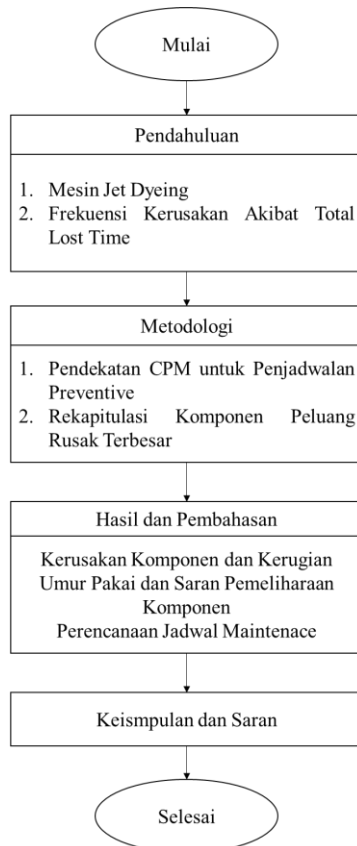 Mulai
Pendahuluan
1. Mesin Jet Dyeing
2. Frekuensi Kerusakan Akibat Total
Lost Time
Metodologi
1. Pendekatan CPM untuk Penjadwalan
Preventive
2. Rekapitulasi Komponen Peluang
Rusak Terbesar
Hasil dan Pembahasan
Kerusakan Komponen dan Kerugian
Umur Pakai dan Saran Pemeliharaan
Komponen
Perencanaan Jadwal Maintenace
Keismpulan dan Saran
Selesai